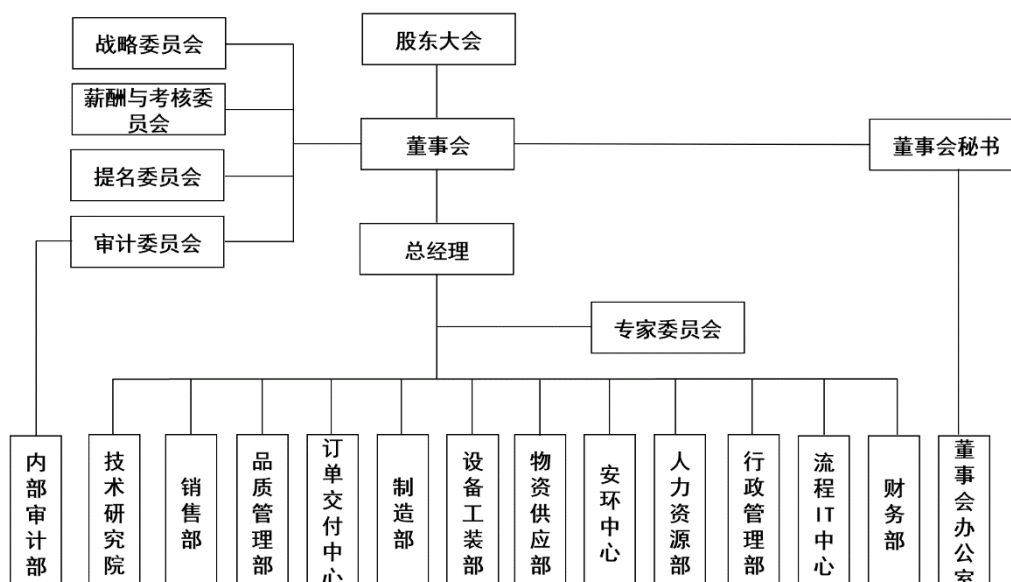 战略委员会
股东大会
薪酬与考核委
员会
董事会
董事会秘书
提名委员会
审计委员会
总经理
专家委员会
内部审计部
技术研究院
销售部
品质管理部
订单交付中心
制造部
设备工装部
物资供应部
安环中心
人力资源部
行政管理部
流程IT中心
财务部
董事会办公室